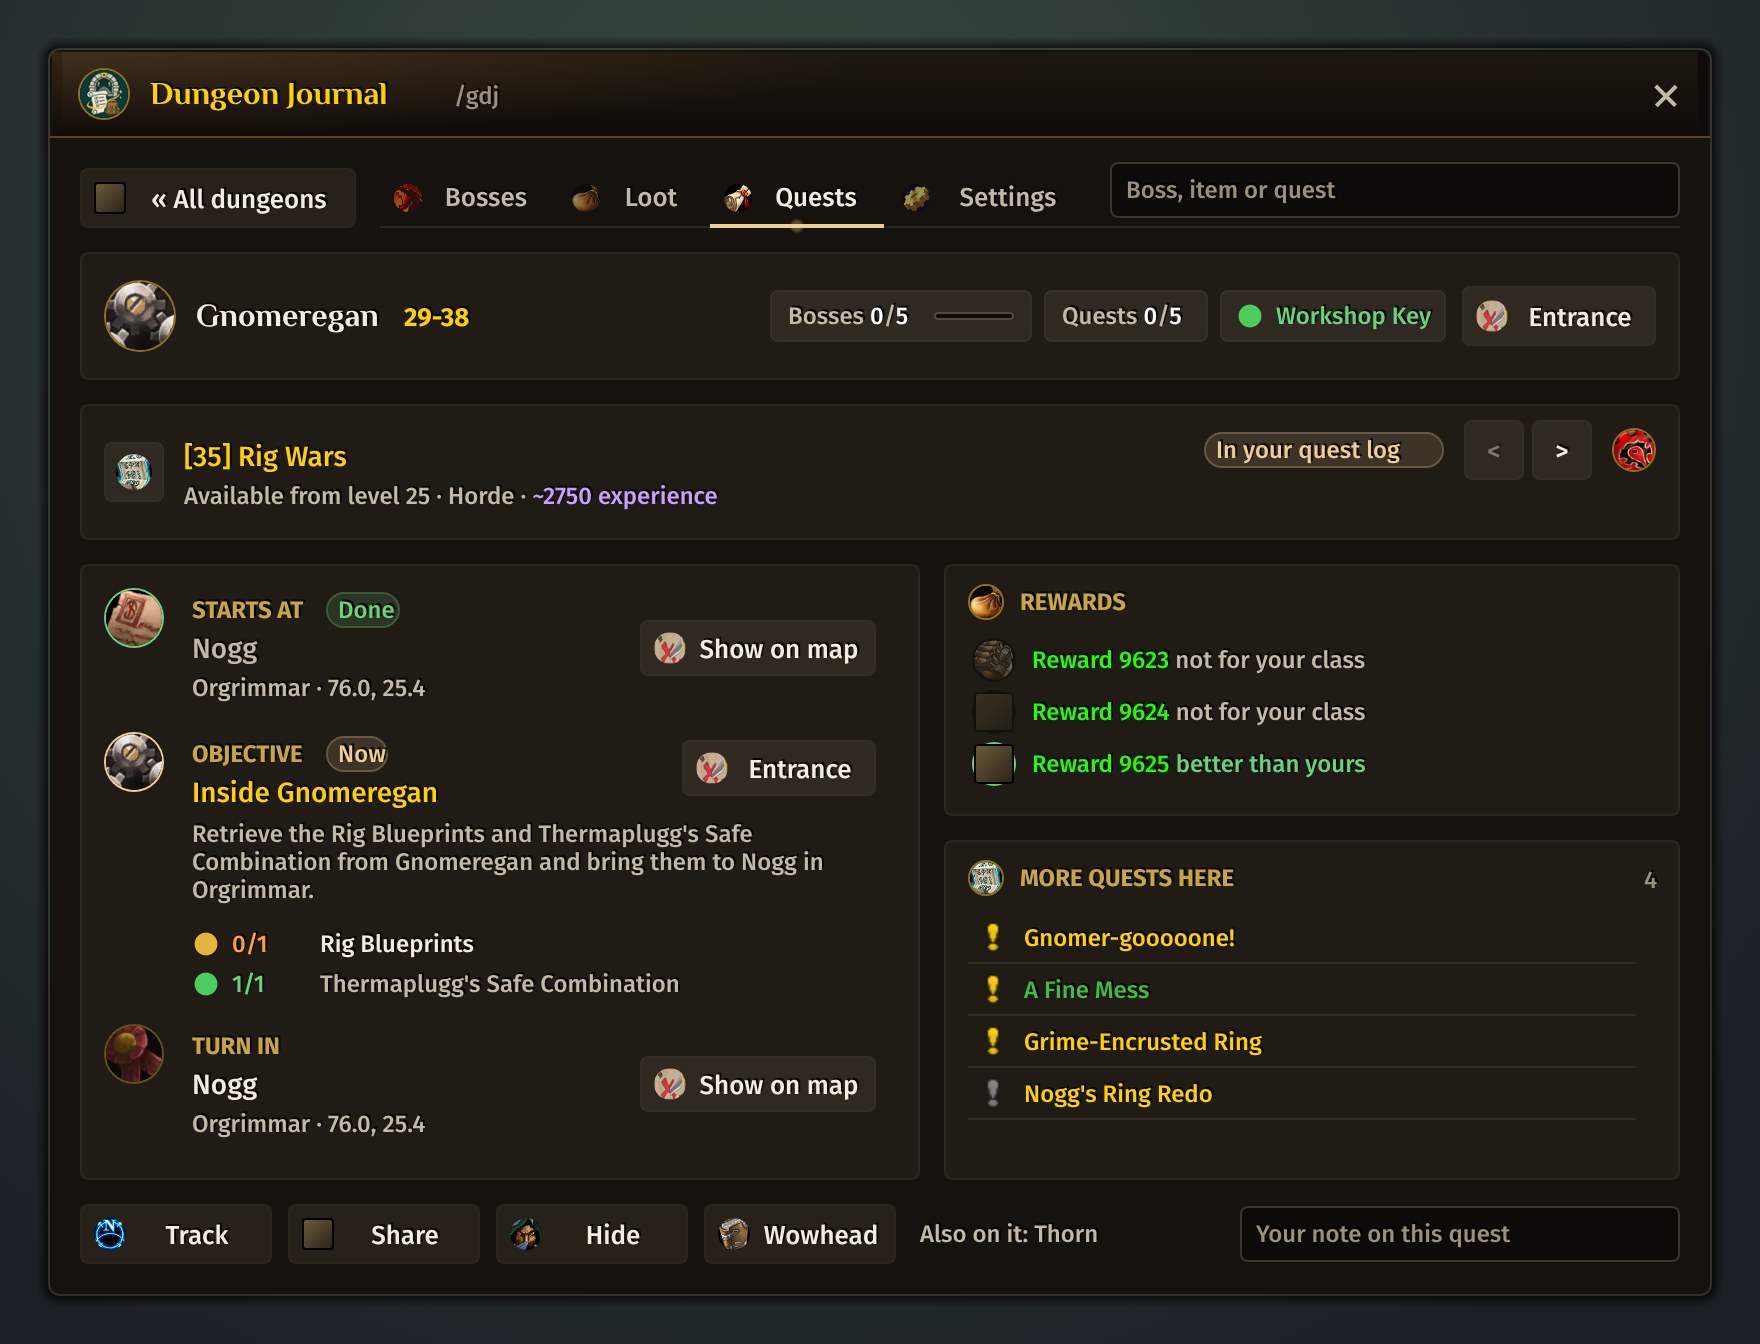 Dungeon Journal /gdj
« All dungeons Bosses Loot Quests Settings Boss, item or quest
Gnomeregan 29-38 Bosses 0/5 Quests 0/5 Workshop Key Entrance
[35] Rig Wars In your quest log < >
Available from level 25 · Horde · ~2750 experience
STARTS AT Done
Nogg Show on map
Orgrimmar · 76.0, 25.4
OBJECTIVE Now
Inside Gnomeregan Entrance
Retrieve the Rig Blueprints and Thermaplugg's Safe
Combination from Gnomeregan and bring them to Nogg in
Orgrimmar.
0/1 Rig Blueprints
1/1 Thermaplugg's Safe Combination
TURN IN
Nogg Show on map
Orgrimmar · 76.0, 25.4
REWARDS
Reward 9623 not for your class
Reward 9624 not for your class
Reward 9625 better than yours
MORE QUESTS HERE 4
Gnomer-gooooone!
A Fine Mess
Grime-Encrusted Ring
Nogg's Ring Redo
Track Share Hide Wowhead Also on it: Thorn Your note on this quest